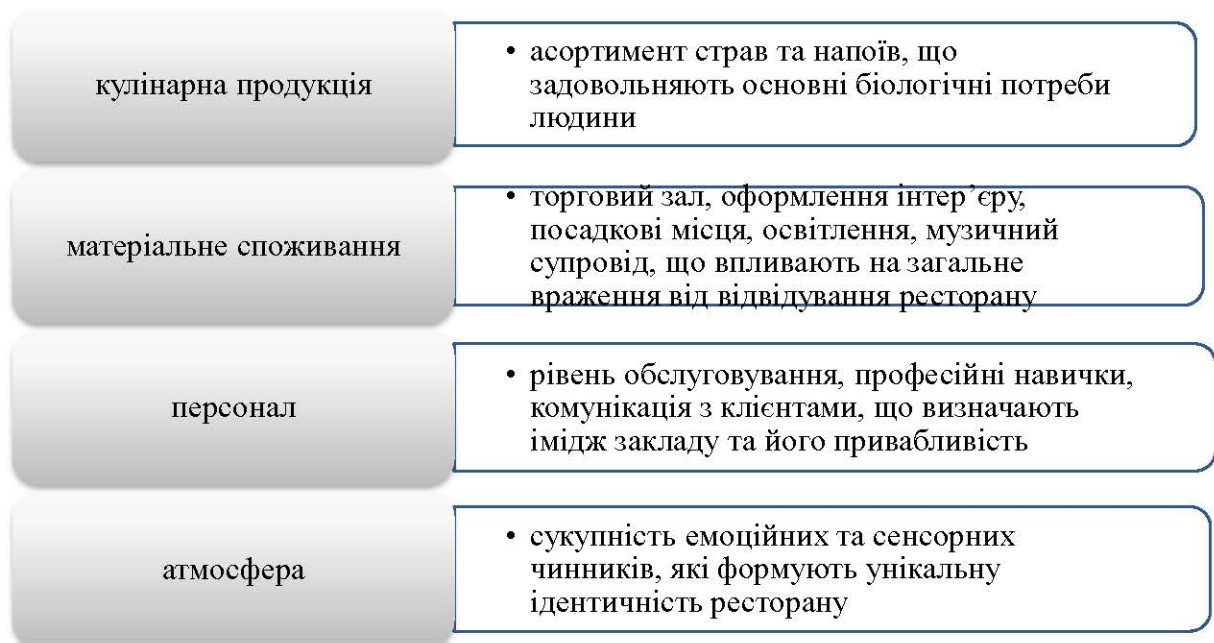 кулінарна продукція
• асортимент страв та напоїв, що
задовольняють основні біологічні потреби
людини
матеріальне споживання
• торговий зал, оформлення інтер’єру,
посадкові місця, освітлення, музичний
супровід, що впливають на загальне
враження від відвідування ресторану
персонал
• рівень обслуговування, професійні навички,
комунікація з клієнтами, що визначають
імідж закладу та його привабливість
атмосфера
• сукупність емоційних та сенсорних
чинників, які формують унікальну
ідентичність ресторану